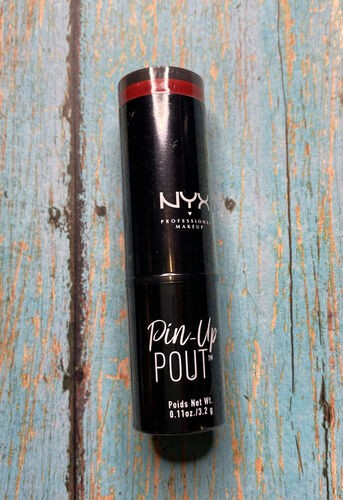 NYX
PROFESSIONAL
MAKEUP
Pin-Up
POUT™
Poids Net Wt.
0.11oz./3.2 g